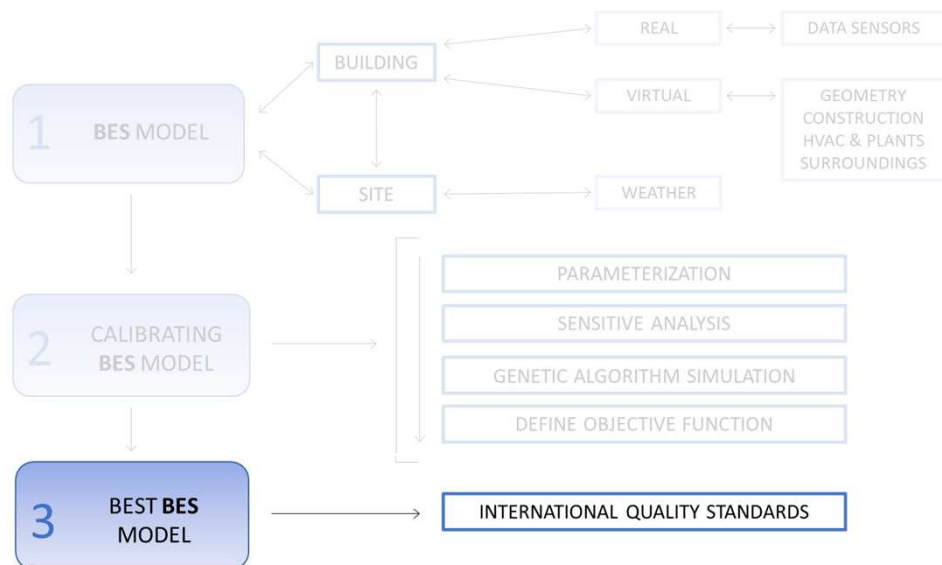 REAL
DATA SENSORS
BUILDING
VIRTUAL
GEOMETRY
CONSTRUCTION
HVAC & PLANTS
SURROUNDINGS
1
BES MODEL
SITE
WEATHER
2
CALIBRATING
BES MODEL
PARAMETERIZATION
SENSITIVE ANALYSIS
GENETIC ALGORITHM SIMULATION
DEFINE OBJECTIVE FUNCTION
3
BEST BES
MODEL
INTERNATIONAL QUALITY STANDARDS